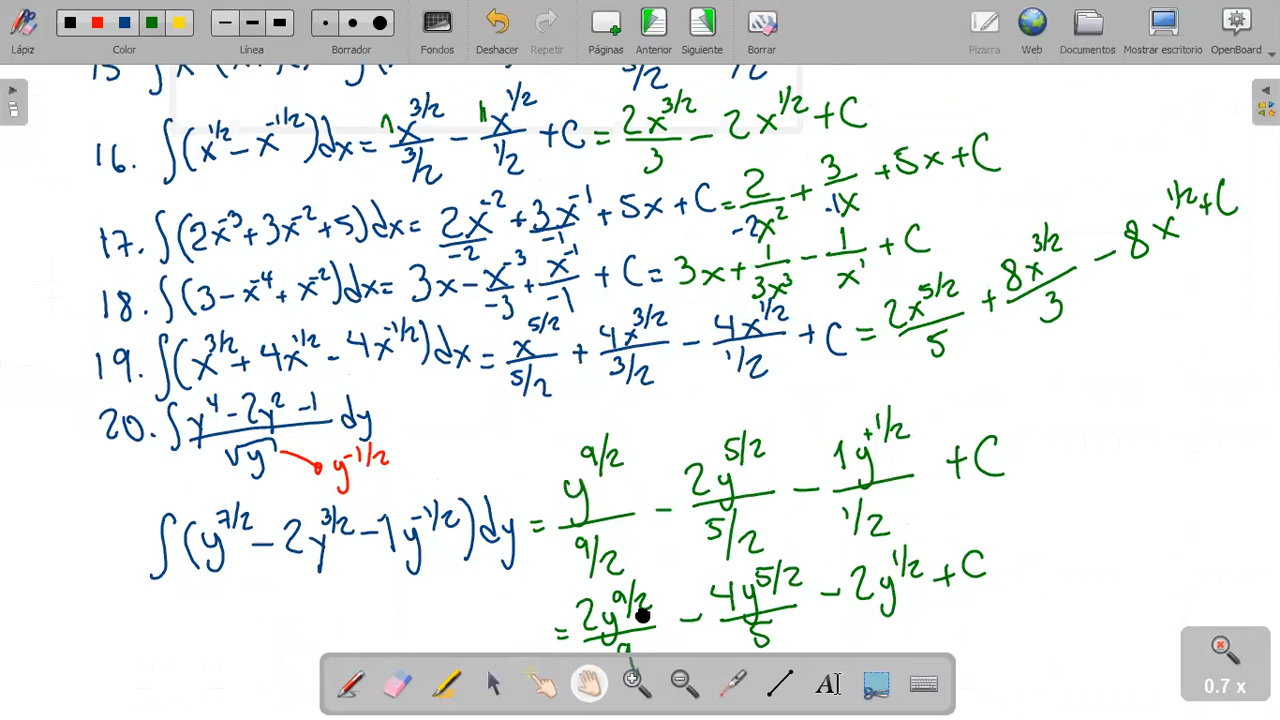 Lápiz Color Línea Borrador Fondos Deshacer Repetir Páginas Anterior Siguiente Borrar Pizarra Web Documentos Mostrar escritorio OpenBoard
15
16. ∫(x^{1/2} - x^{-1/2})dx = 1x^{3/2}/(3/2) - 1x^{1/2}/(1/2) + C = 2x^{3/2}/3 - 2x^{1/2} + C
17. ∫(2x^{-3} + 3x^{-2} + 5)dx = 2x^{-2}/-2 + 3x^{-1}/-1 + 5x + C = 2/-2x^{2} + 3/-1x + 5x + C
18. ∫(3 - x^{-4} + x^{-2})dx = 3x - x^{-3}/-3 + x^{-1}/-1 + C = 3x + 1/3x^{3} - 1/x^{1} + C
19. ∫(x^{3/2} + 4x^{1/2} - 4x^{-1/2})dx = x^{5/2}/(5/2) + 4x^{3/2}/(3/2) - 4x^{1/2}/(1/2) + C = 2x^{5/2}/5 + 8x^{3/2}/3 - 8x^{1/2} + C
20. ∫ (y^{4} - 2y^{2} - 1)/√y dy
y^{-1/2}
∫(y^{7/2} - 2y^{3/2} - 1y^{-1/2})dy = y^{9/2}/(9/2) - 2y^{5/2}/(5/2) - 1y^{+1/2}/(1/2) + C
= 2y^{9/2}/9 - 4y^{5/2}/5 - 2y^{1/2} + C
0.7 x